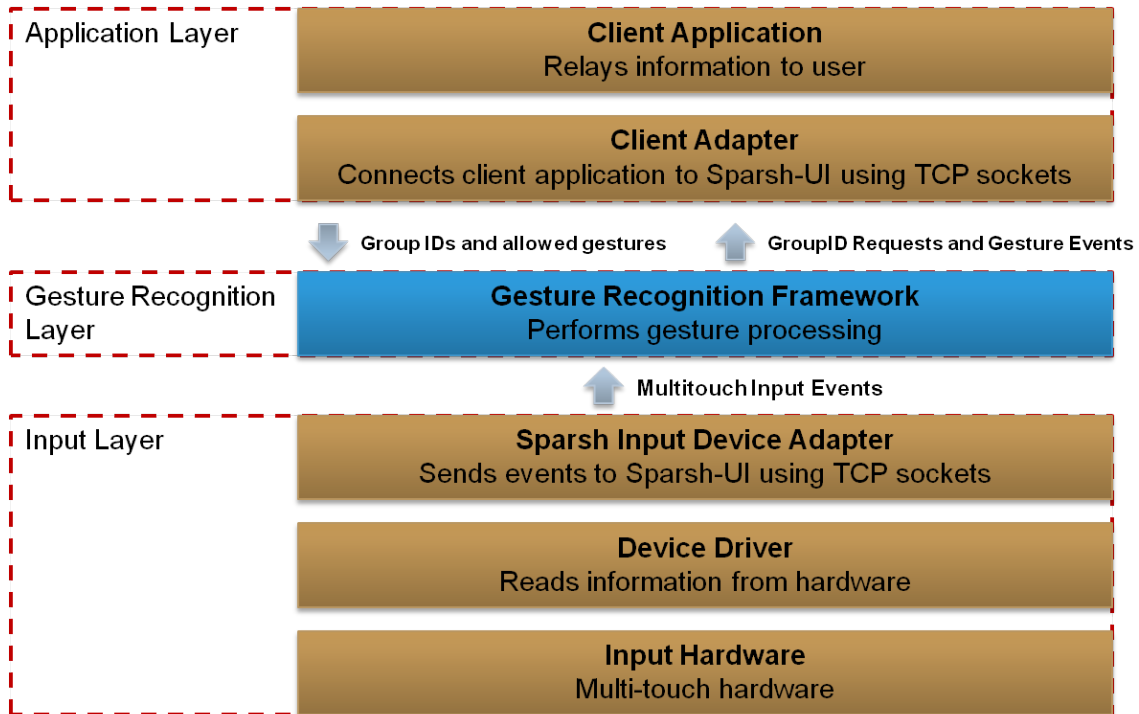 Application Layer
Client Application
Relays information to user
Client Adapter
Connects client application to Sparsh-UI using TCP sockets
Group IDs and allowed gestures
GroupID Requests and Gesture Events
Gesture Recognition
Layer
Gesture Recognition Framework
Performs gesture processing
Multitouch Input Events
Input Layer
Sparsh Input Device Adapter
Sends events to Sparsh-UI using TCP sockets
Device Driver
Reads information from hardware
Input Hardware
Multi-touch hardware